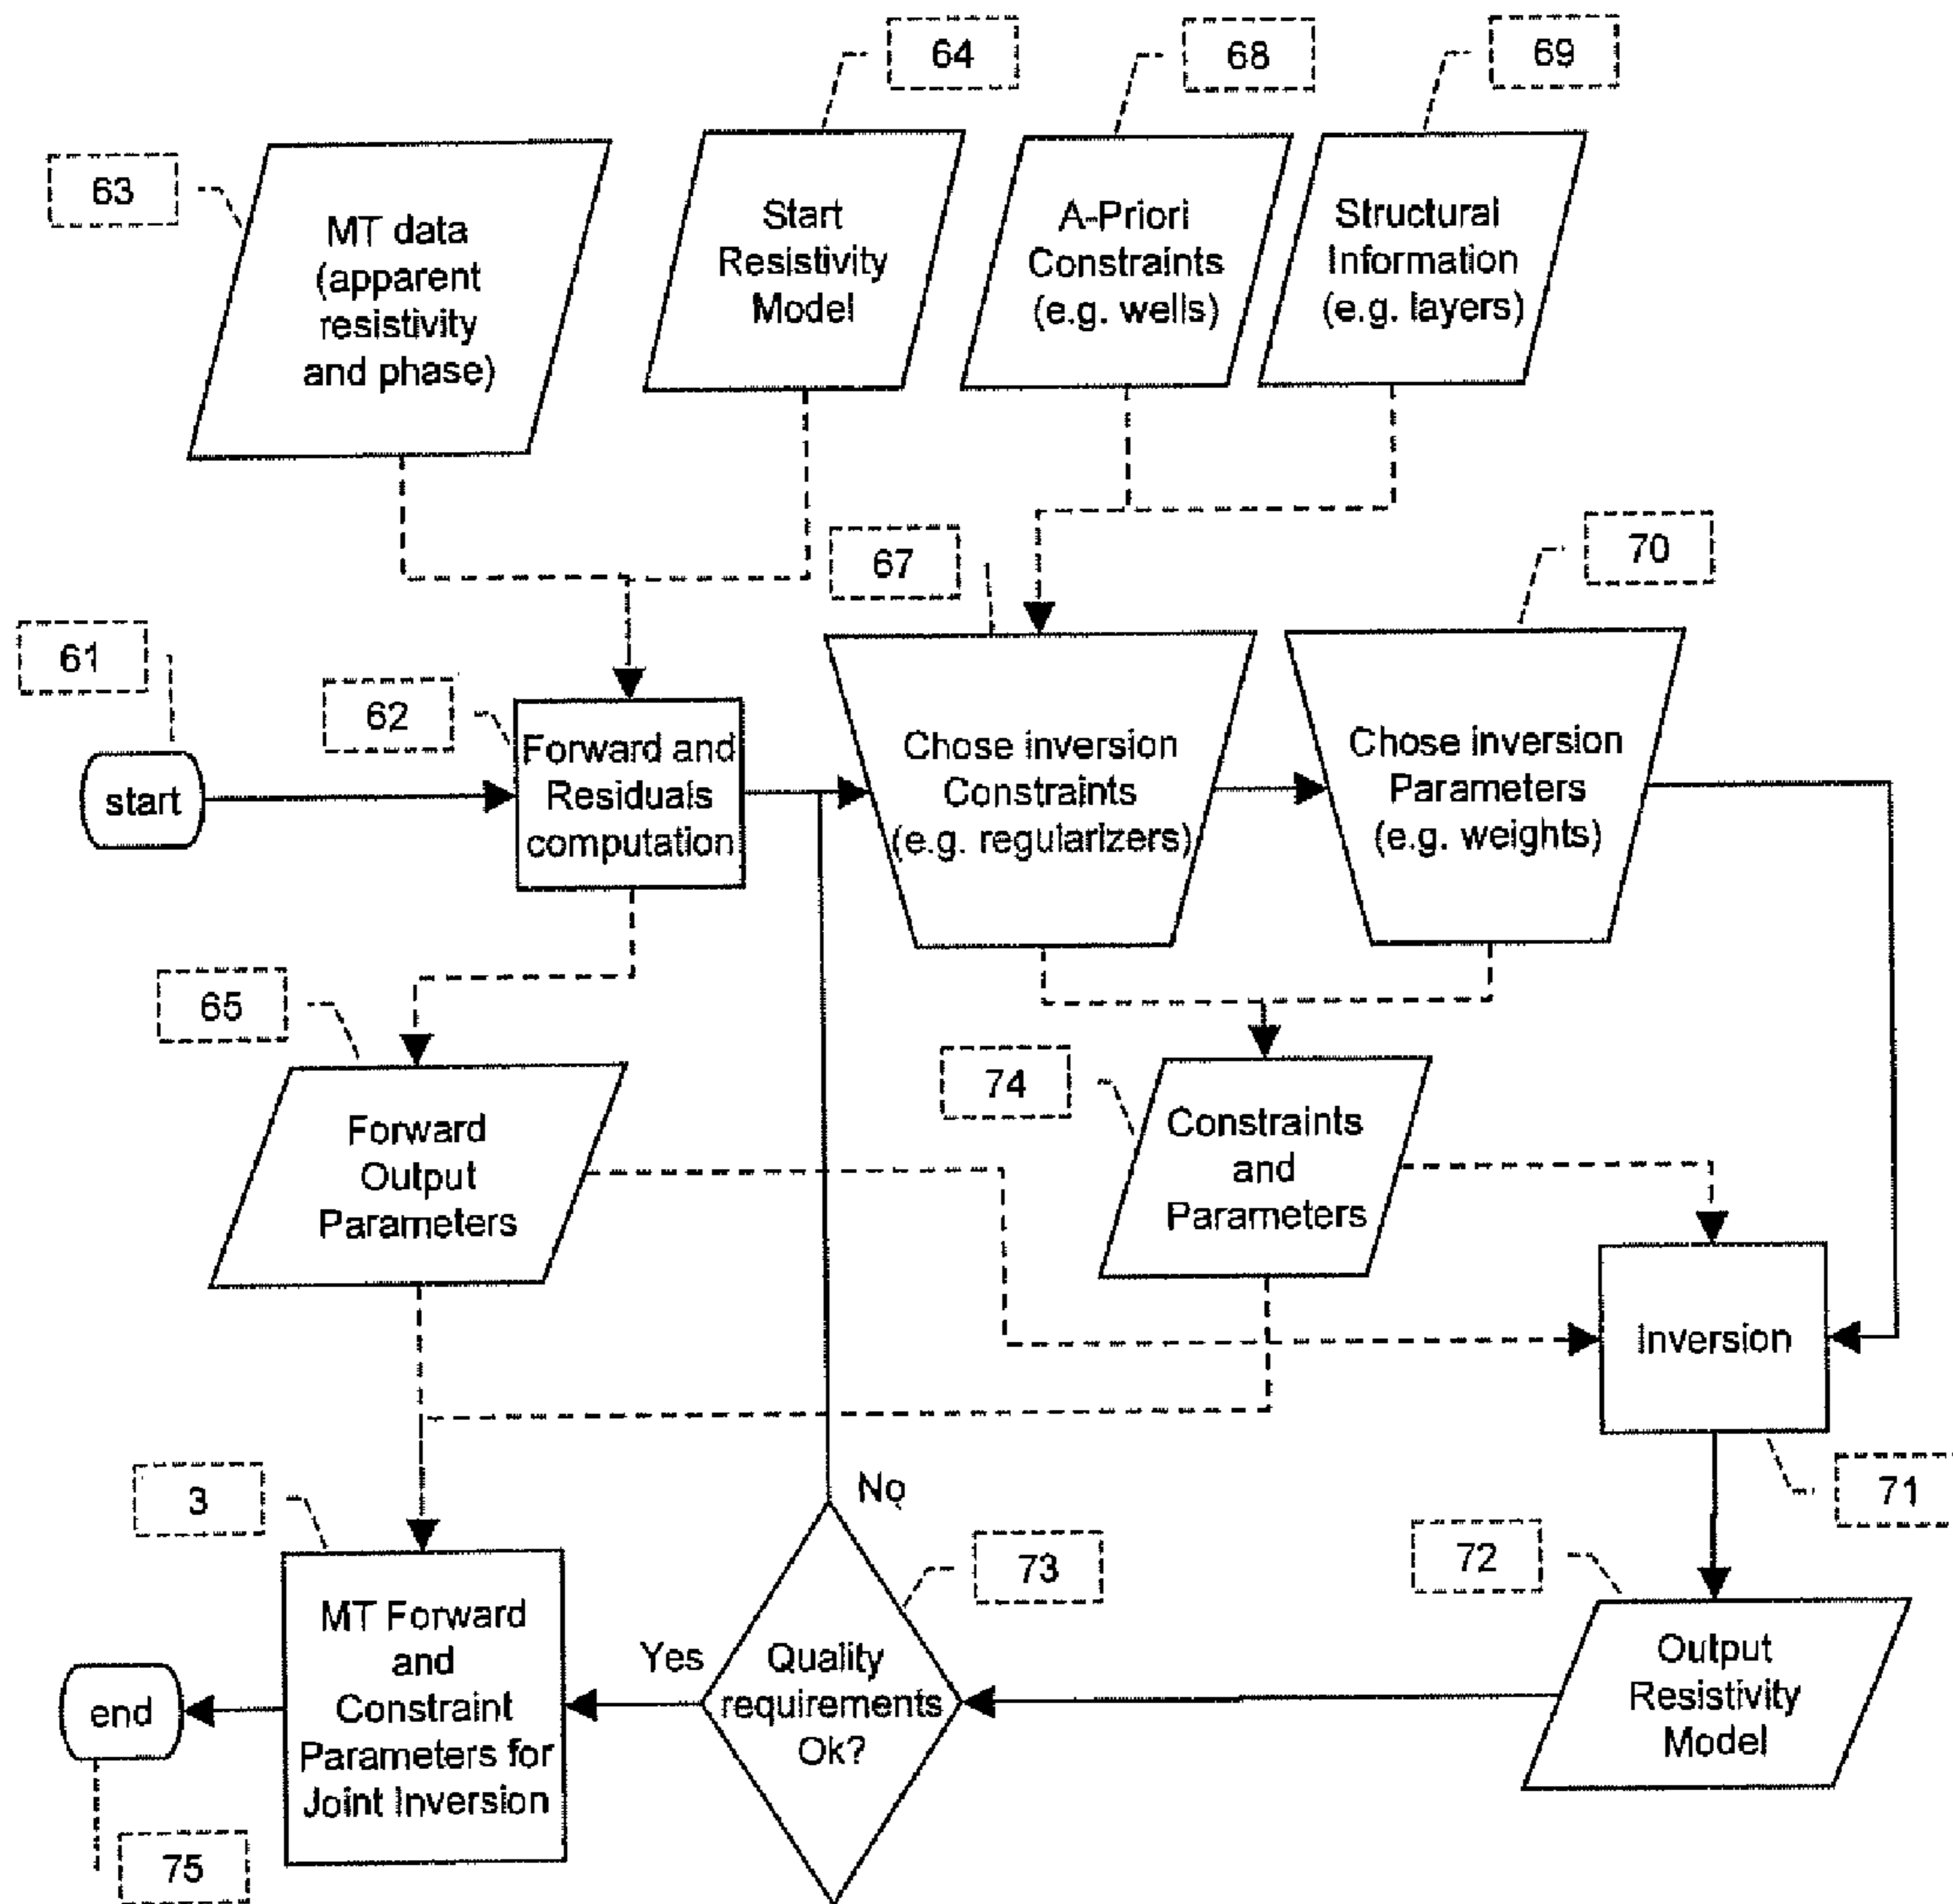 64
68
69
63
MT data
(apparent
resistivity
and phase)
Start
Resistivity
Model
A-Priori
Constraints
(e.g. wells)
Structural
Information
(e.g. layers)
67
70
61
62
start
Forward and
Residuals
computation
Chose inversion
Constraints
(e.g. regularizers)
Chose inversion
Parameters
(e.g. weights)
65
74
Forward
Output
Parameters
Constraints
and
Parameters
Inversion
71
3
No
73
72
MT Forward
and
Constraint
Parameters for
Joint Inversion
end
Yes
Quality
requirements
Ok?
Output
Resistivity
Model
75